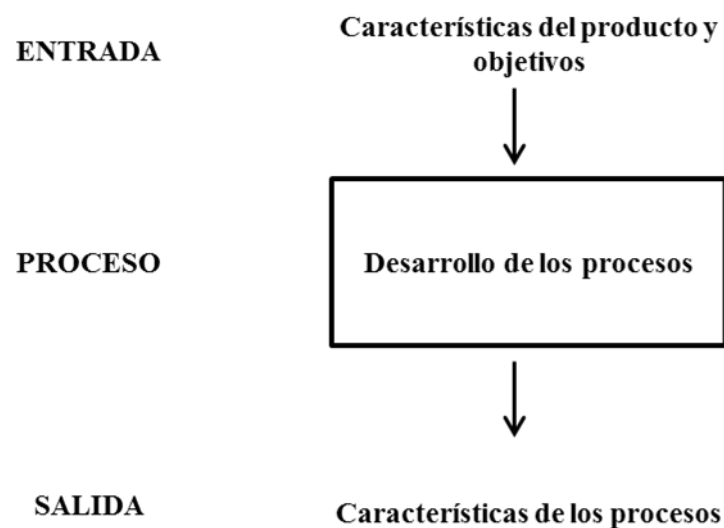 ENTRADA
Características del producto y
objetivos
PROCESO
Desarrollo de los procesos
SALIDA
Características de los procesos